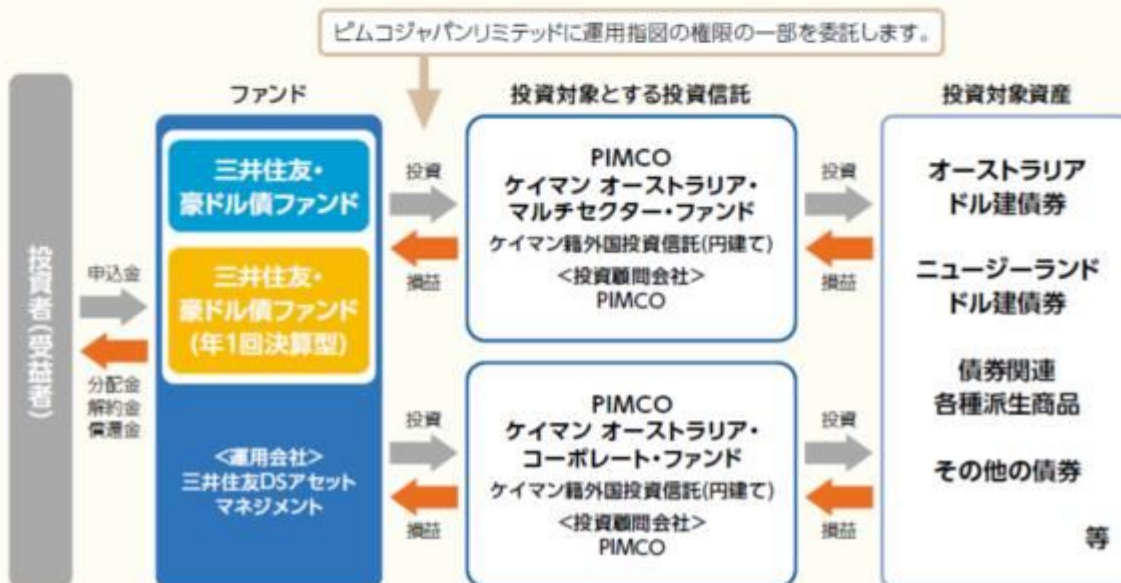 ピムコジャパンリミテッドに運用指図の権限の一部を委託します。
ファンド
投資対象とする投資信託
投資対象資産
投資者(受益者)
申込金
分配金
解約金
償還金
三井住友・
豪ドル債ファンド
三井住友・
豪ドル債ファンド
(年1回決算型)
<運用会社>
三井住友DSアセット
マネジメント
投資
損益
投資
損益
PIMCO
ケイマン オーストラリア・
マルチセクター・ファンド
ケイマン籍外国投資信託(円建て)
<投資顧問会社>
PIMCO
PIMCO
ケイマン オーストラリア・
コーポレート・ファンド
ケイマン籍外国投資信託(円建て)
<投資顧問会社>
PIMCO
投資
損益
投資
損益
オーストラリア
ドル建債券
ニュージーランド
ドル建債券
債券関連
各種派生商品
その他の債券
等